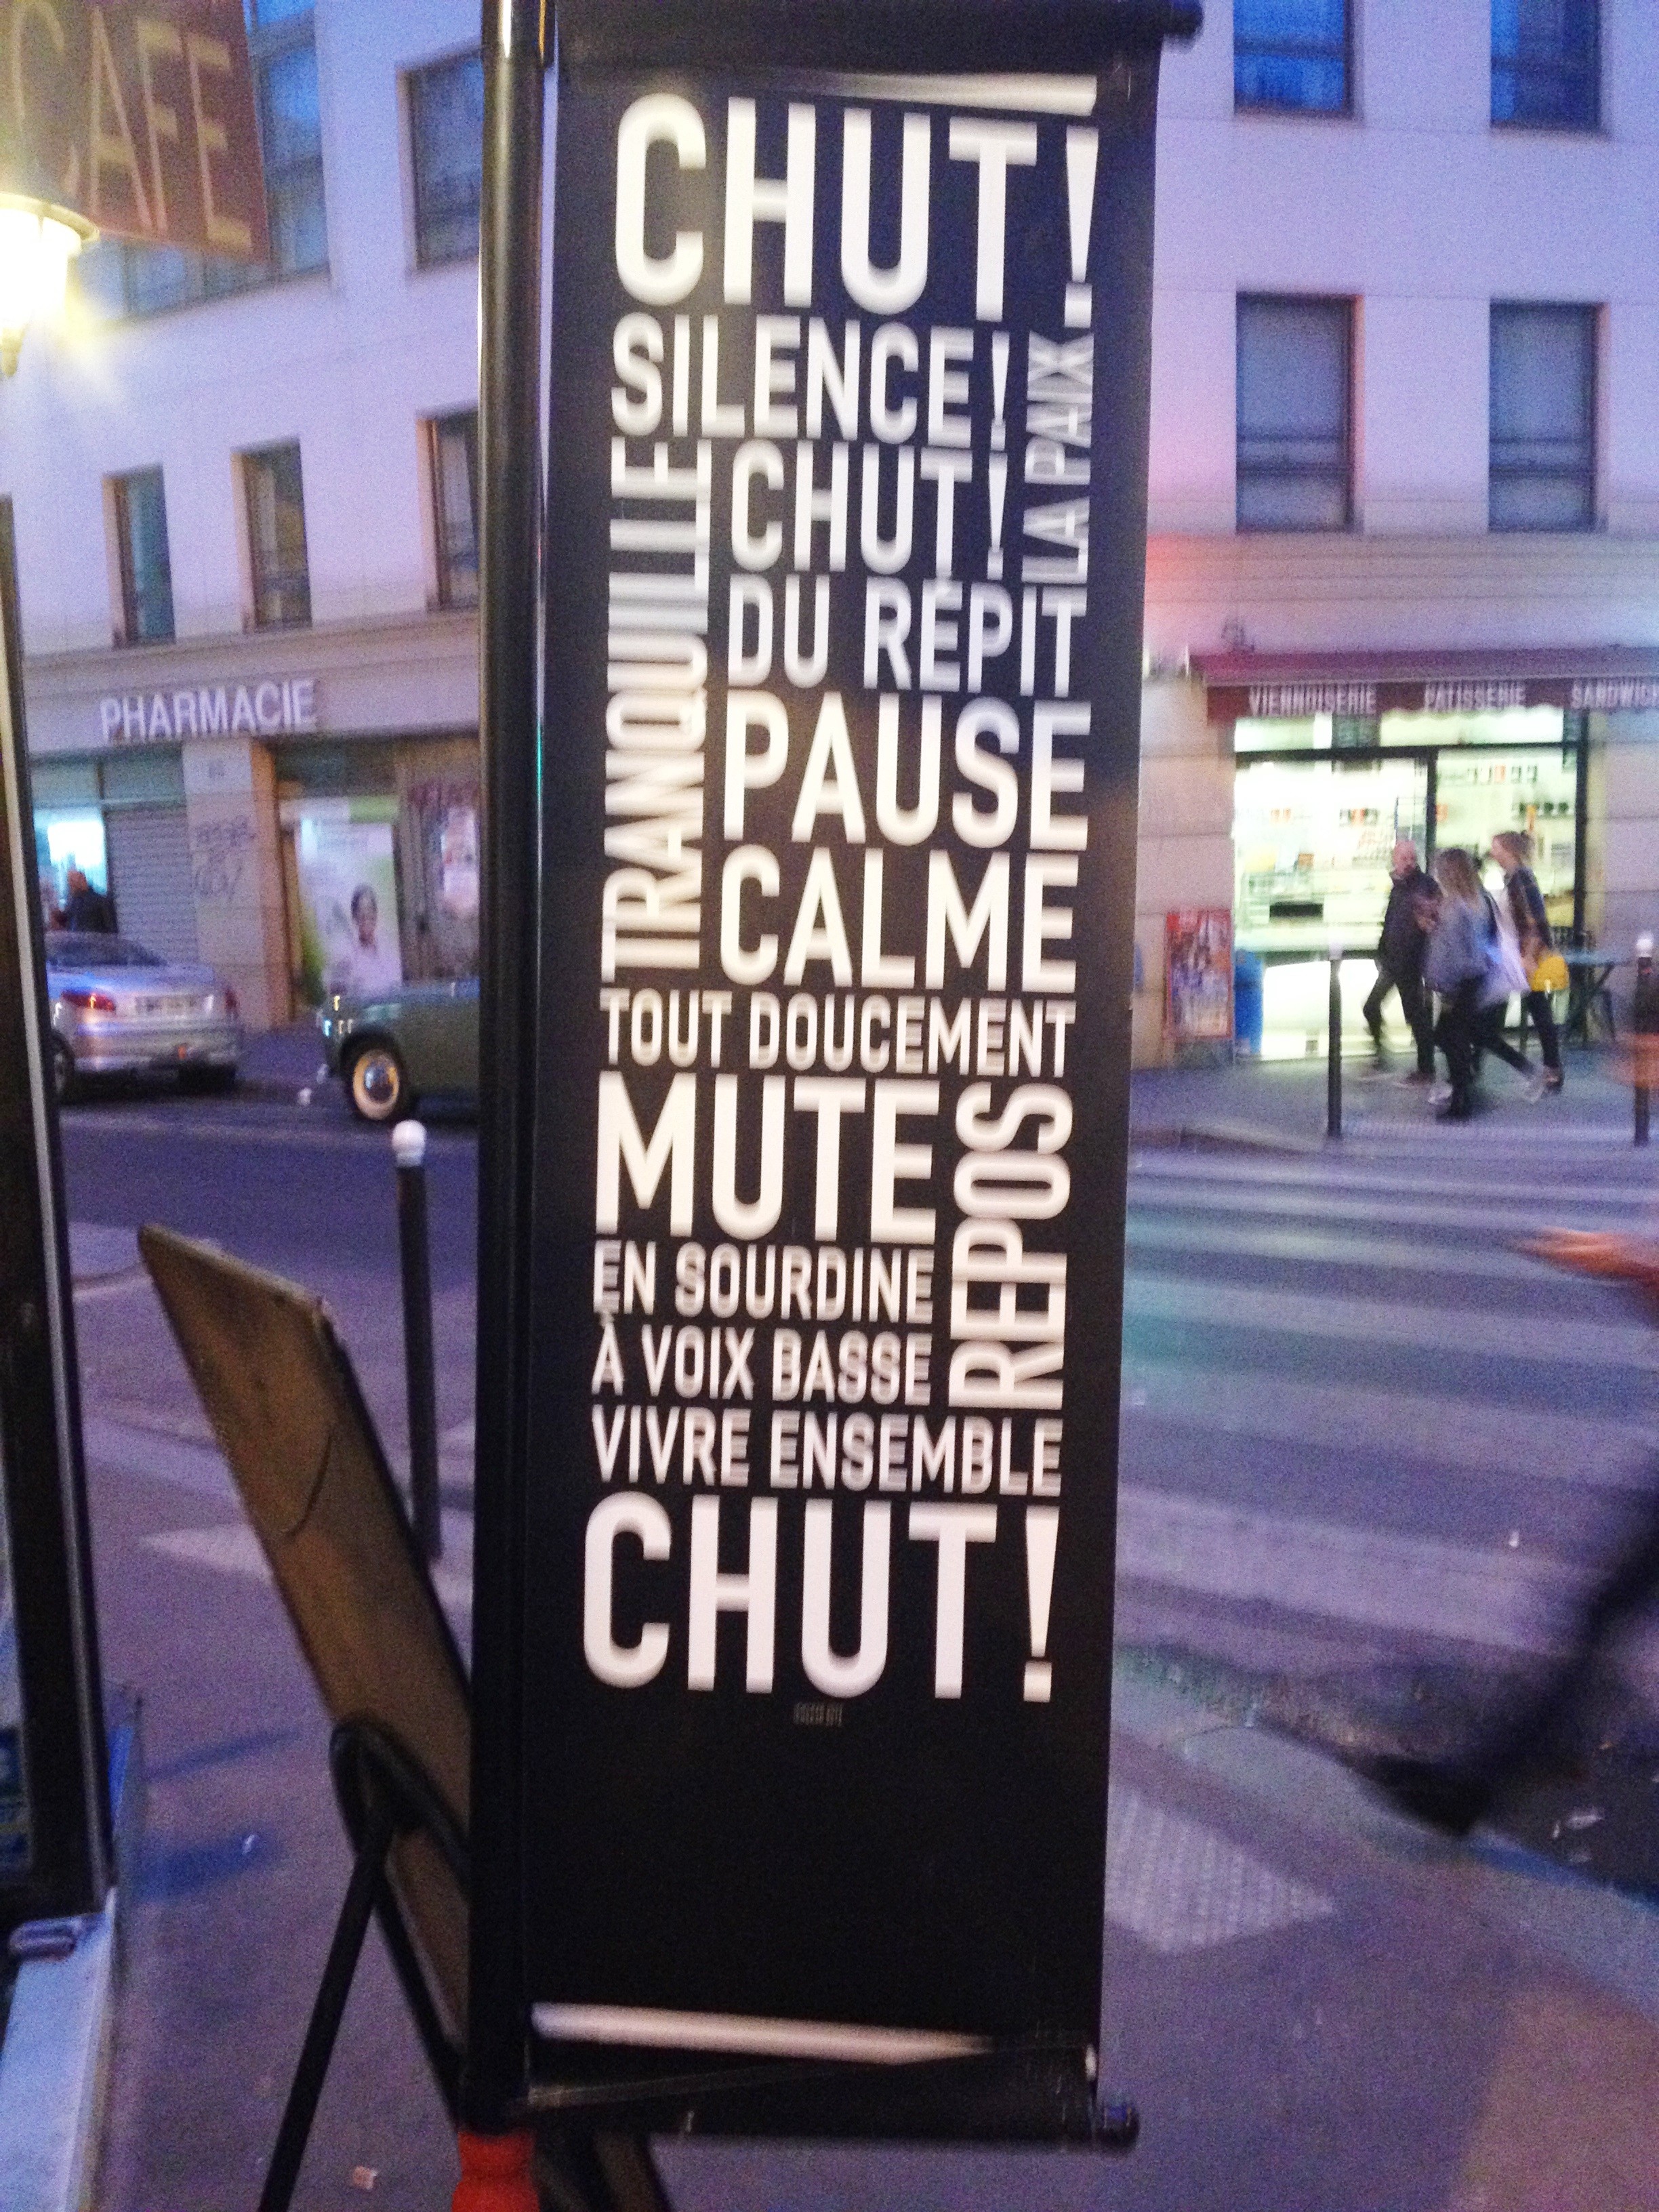 CAFE
CHUT!
SILENCE!
LA PAIX
TRANQUILLE
CHUT!
DU RÉPIT
PAUSE
CALME
TOUT DOUCEMENT
MUTE
REPOS
EN SOURDINE
À VOIX BASSE
VIVRE ENSEMBLE
CHUT!
PHARMACIE
VIENNOISERIE PATISSERIE SANDWICH